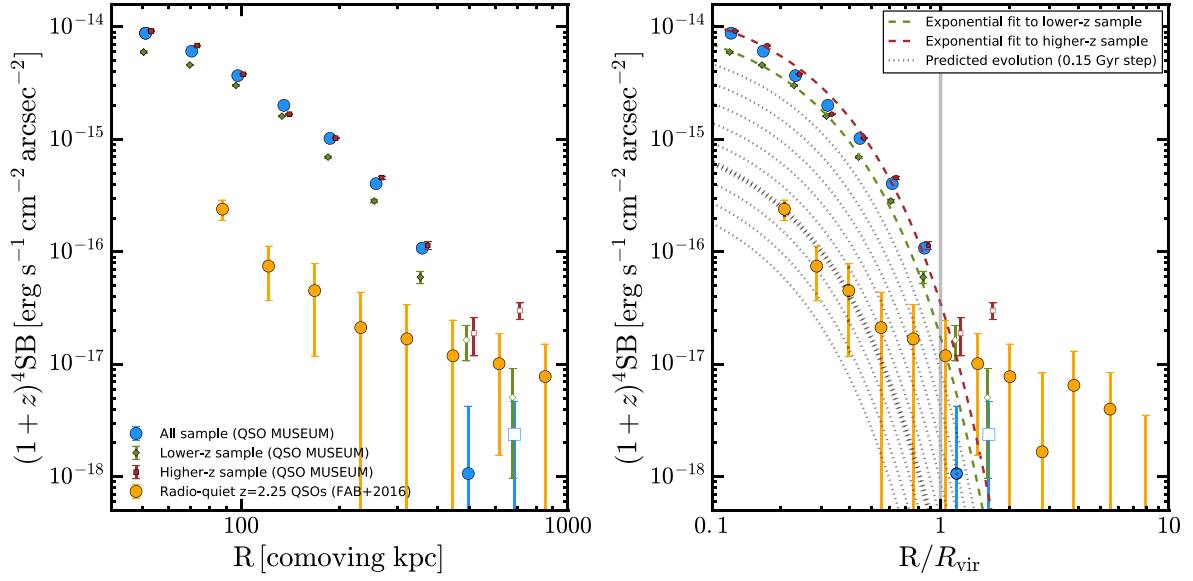 10⁻¹⁴
10⁻¹⁵
10⁻¹⁶
10⁻¹⁷
10⁻¹⁸
(1 + z)⁴SB [erg s⁻¹ cm⁻² arcsec⁻²]
All sample (QSO MUSEUM)
Lower-z sample (QSO MUSEUM)
Higher-z sample (QSO MUSEUM)
Radio-quiet z=2.25 QSOs (FAB+2016)
100
1000
R [comoving kpc]
10⁻¹⁴
10⁻¹⁵
10⁻¹⁶
10⁻¹⁷
10⁻¹⁸
(1 + z)⁴SB [erg s⁻¹ cm⁻² arcsec⁻²]
Exponential fit to lower-z sample
Exponential fit to higher-z sample
Predicted evolution (0.15 Gyr step)
0.1
1
10
R/R_vir